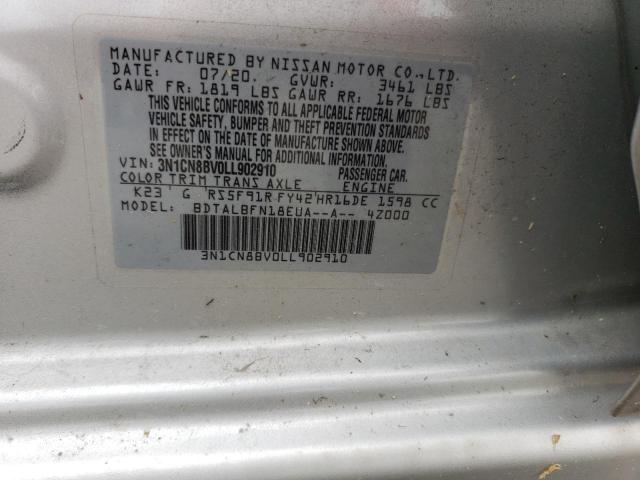 MANUFACTURED BY NISSAN MOTOR CO., LTD.
DATE: 07/20. GVWR: 3461 LBS
GAWR FR: 1819 LBS GAWR RR: 1676 LBS
THIS VEHICLE CONFORMS TO ALL APPLICABLE FEDERAL MOTOR
VEHICLE SAFETY, BUMPER AND THEFT PREVENTION STANDARDS
IN EFFECT ON THE DATE OF MANUFACTURE SHOWN ABOVE.
SEE OWNER'S MANUAL OR DEALER FOR ADDITIONAL INFORMATION.
VIN: 3N1CN8BV0LL902910 PASSENGER CAR.
COLOR TRIM TRANS AXLE ENGINE
K23 G RS5F91R FY42 HR16DE 1598 CC
MODEL: BDTALBFN18EUA--A-- 4Z000
3N1CN8BV0LL902910